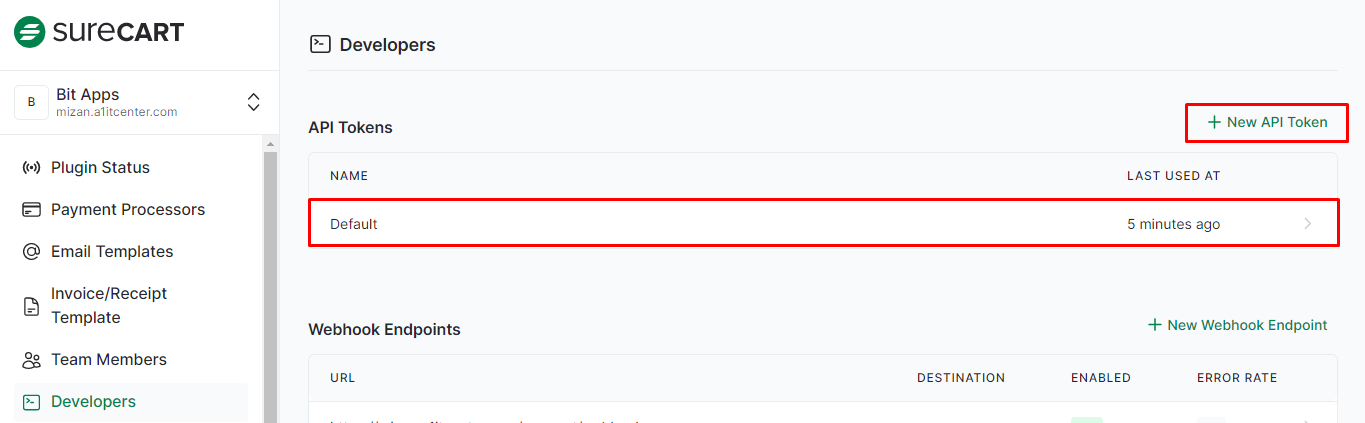 SURECART
B
Bit Apps
mizan.a1itcenter.com
Plugin Status
Payment Processors
Email Templates
Invoice/Receipt
Template
Team Members
Developers
Developers
API Tokens
+ New API Token
NAME LAST USED AT
Default 5 minutes ago
Webhook Endpoints
+ New Webhook Endpoint
URL DESTINATION ENABLED ERROR RATE